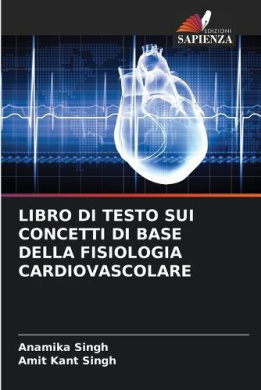 EDIZIONI
SAPIENZA
LIBRO DI TESTO SUI
CONCETTI DI BASE
DELLA FISIOLOGIA
CARDIOVASCOLARE
Anamika Singh
Amit Kant Singh